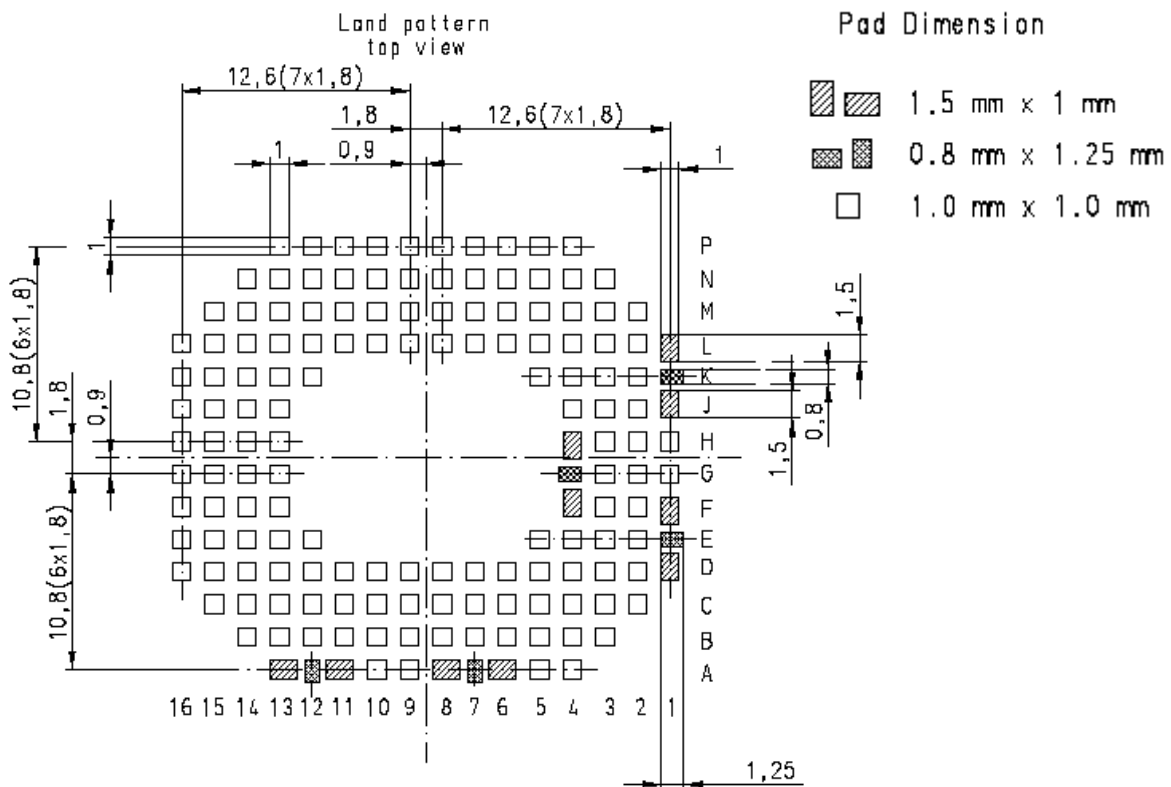 Land pattern
top view
Pad Dimension
12,6(7x1,8)
1,8
12,6(7x1,8)
0,9
1
1
1.5 mm x 1 mm
0.8 mm x 1.25 mm
1.0 mm x 1.0 mm
1
10,8(6x1,8)
1,8
0,9
10,8(6x1,8)
P
N
M
L
K
J
H
G
F
E
D
C
B
A
1,5
0,8
1,5
16 15 14 13 12 11 10 9 8 7 6 5 4 3 2 1
1,25